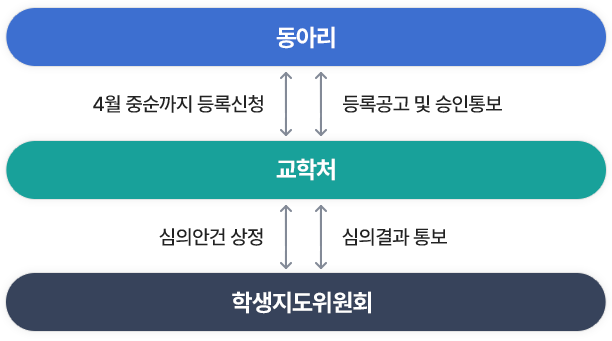 동아리
4월 중순까지 등록신청
등록공고 및 승인통보
교학처
심의안건 상정
심의결과 통보
학생지도위원회